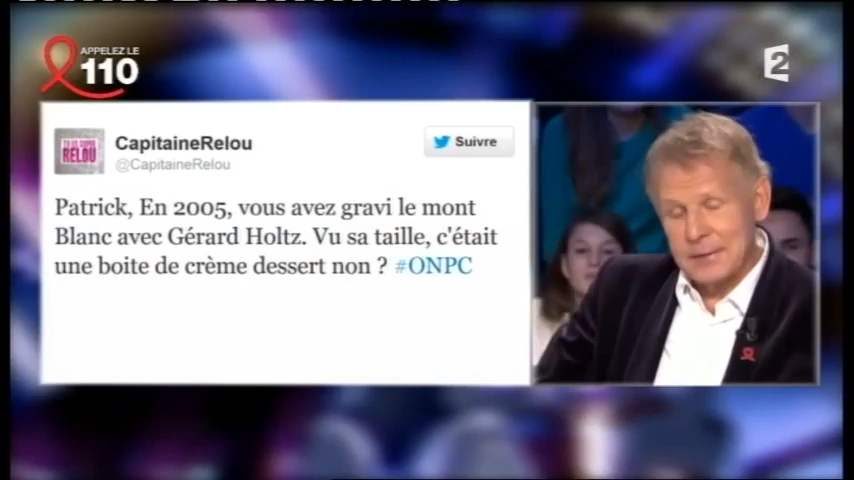 APPELEZ LE
110
2
CapitaineRelou
@CapitaineRelou
Suivre
RELOU
Patrick, En 2005, vous avez gravi le mont
Blanc avec Gérard Holtz. Vu sa taille, c'était
une boite de crème dessert non ? #ONPC